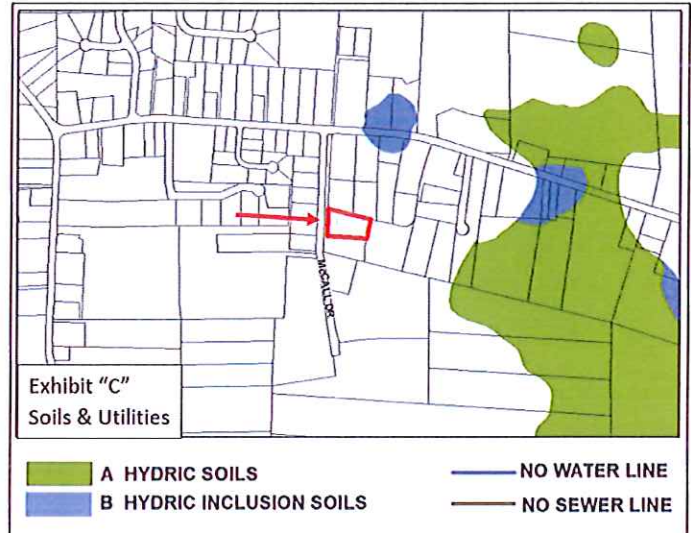 McCALL DR
Exhibit "C"
Soils & Utilities
A HYDRIC SOILS
NO WATER LINE
B HYDRIC INCLUSION SOILS
NO SEWER LINE